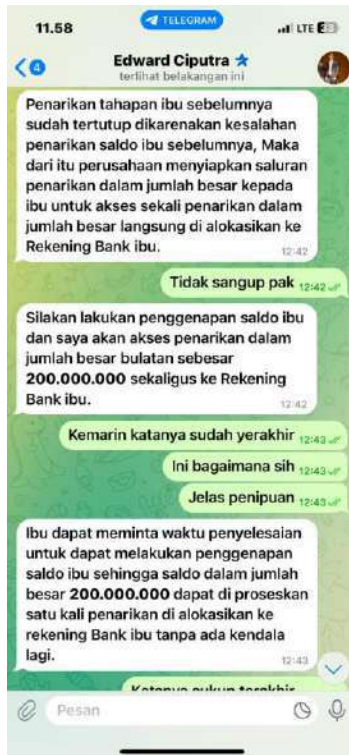 11.58
TELEGRAM
LTE
Edward Ciputra
terlihat belakangan ini
Penarikan tahapan ibu sebelumnya
sudah tertutup dikarenakan kesalahan
penarikan saldo ibu sebelumnya, Maka
dari itu perusahaan menyiapkan saluran
penarikan dalam jumlah besar kepada
ibu untuk akses sekali penarikan dalam
jumlah besar langsung di alokasikan ke
Rekening Bank ibu.
12:42
Tidak sangup pak 12:42
Silakan lakukan penggenapan saldo ibu
dan saya akan akses penarikan dalam
jumlah besar bulatan sebesar
200.000.000 sekaligus ke Rekening
Bank ibu.
12:42
Kemarin katanya sudah yerakhir 12:43
Ini bagaimana sih 12:43
Jelas penipuan 12:43
Ibu dapat meminta waktu penyelesaian
untuk dapat melakukan penggenapan
saldo ibu sehingga saldo dalam jumlah
besar 200.000.000 dapat di proseskan
satu kali penarikan di alokasikan ke
rekening Bank ibu tanpa ada kendala
lagi.
12:43
Pesan